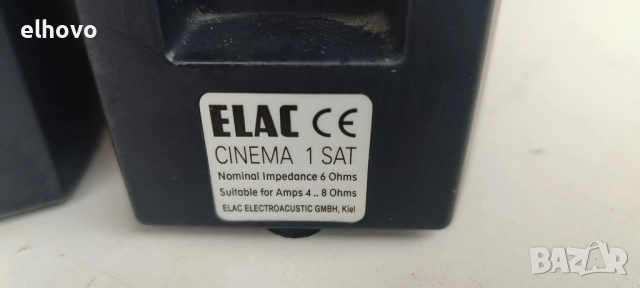 elhovo
ELAC CE
CINEMA 1 SAT
Nominal Impedance 6 Ohms
Suitable for Amps 4 .. 8 Ohms
ELAC ELECTROACUSTIC GMBH, Kiel
BAZAR